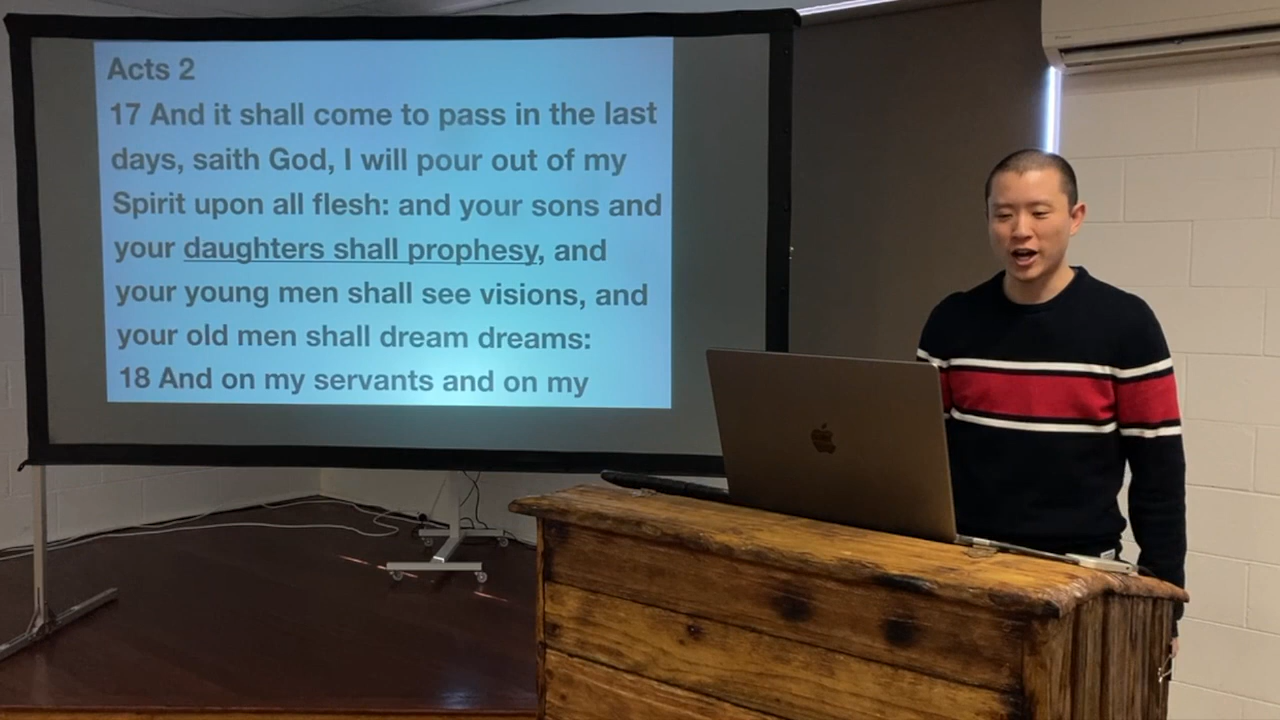 Acts 2
17 And it shall come to pass in the last
days, saith God, I will pour out of my
Spirit upon all flesh: and your sons and
your daughters shall prophesy, and
your young men shall see visions, and
your old men shall dream dreams:
18 And on my servants and on my